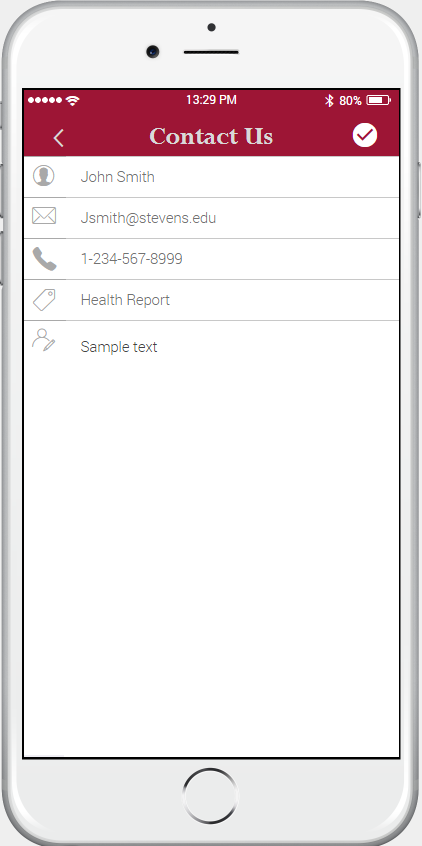 13:29 PM
80%
Contact Us
John Smith
Jsmith@stevens.edu
1-234-567-8999
Health Report
Sample text